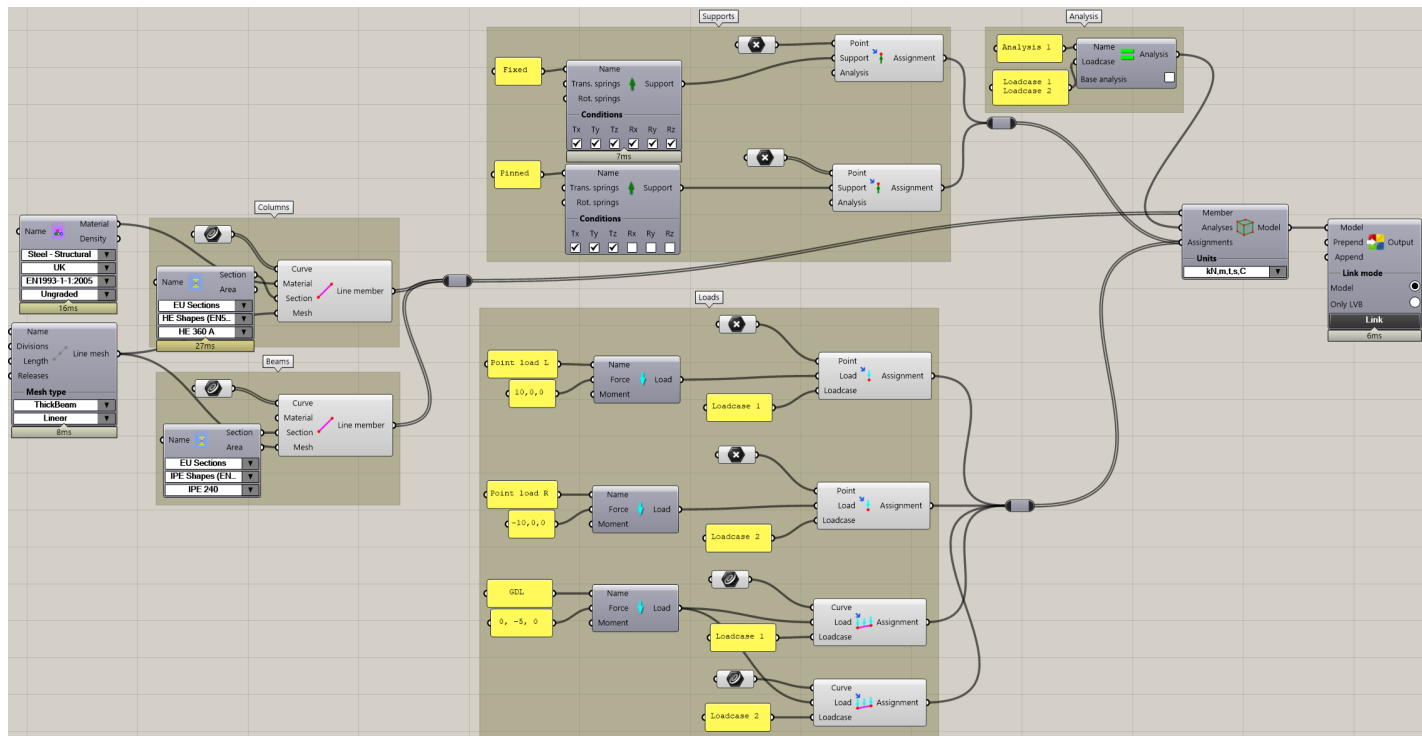 Supports
Fixed
Name
Trans. springs
Support
Rot. springs
Conditions
Tx Ty Tz Rx Ry Rz
7ms
Point
Support
Assignment
Analysis
Pinned
Name
Trans. springs
Support
Rot. springs
Conditions
Tx Ty Tz Rx Ry Rz
Point
Support
Assignment
Analysis
Analysis
Analysis 1
Loadcase 1
Loadcase 2
Name
Analysis
Loadcase
Base analysis
Name
Material
Density
Steel - Structural
UK
EN1993-1-1:2005
Ungraded
16ms
Name
Divisions
Line mesh
Length
Releases
Mesh type
ThickBeam
Linear
8ms
Columns
Name
Section
Area
EU Sections
HE Shapes (EN5...
HE 360 A
27ms
Curve
Material
Line member
Section
Mesh
Beams
Name
Section
Area
EU Sections
IPE Shapes (EN...
IPE 240
Curve
Material
Line member
Section
Mesh
Loads
Point load L
10,0,0
Name
Force
Load
Moment
Loadcase 1
Point
Load
Assignment
Loadcase
Point load R
-10,0,0
Name
Force
Load
Moment
Loadcase 2
Point
Load
Assignment
Loadcase
GDL
0, -5, 0
Name
Force
Load
Moment
Loadcase 1
Curve
Load
Assignment
Loadcase
Loadcase 2
Curve
Load
Assignment
Loadcase
Member
Analyses
Model
Assignments
Units
kN,m,t,s,C
Model
Prepend
Output
Append
Link mode
Model
Only LVB
Link
6ms